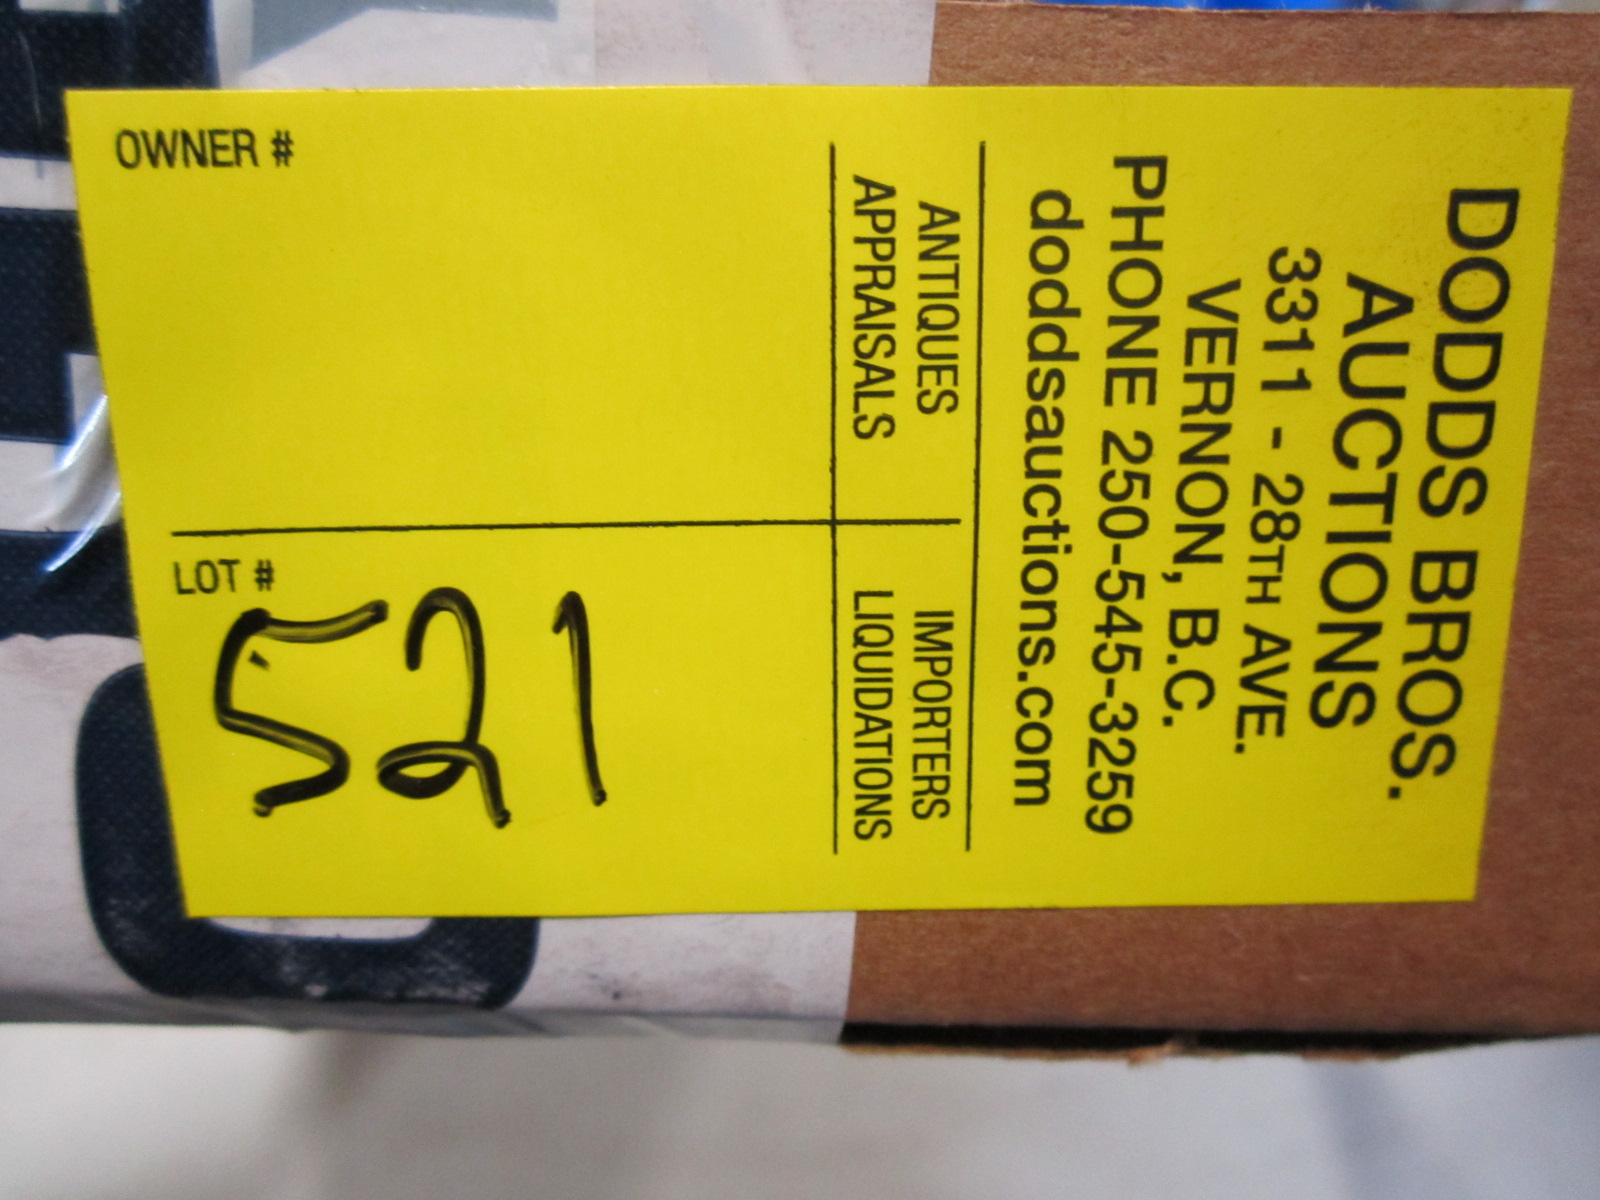 DODDS BROS.
AUCTIONS
3311 - 28TH AVE.
VERNON, B.C.
PHONE 250-545-3259
doddsauctions.com
ANTIQUES
APPRAISALS
IMPORTERS
LIQUIDATIONS
OWNER #
LOT #
521